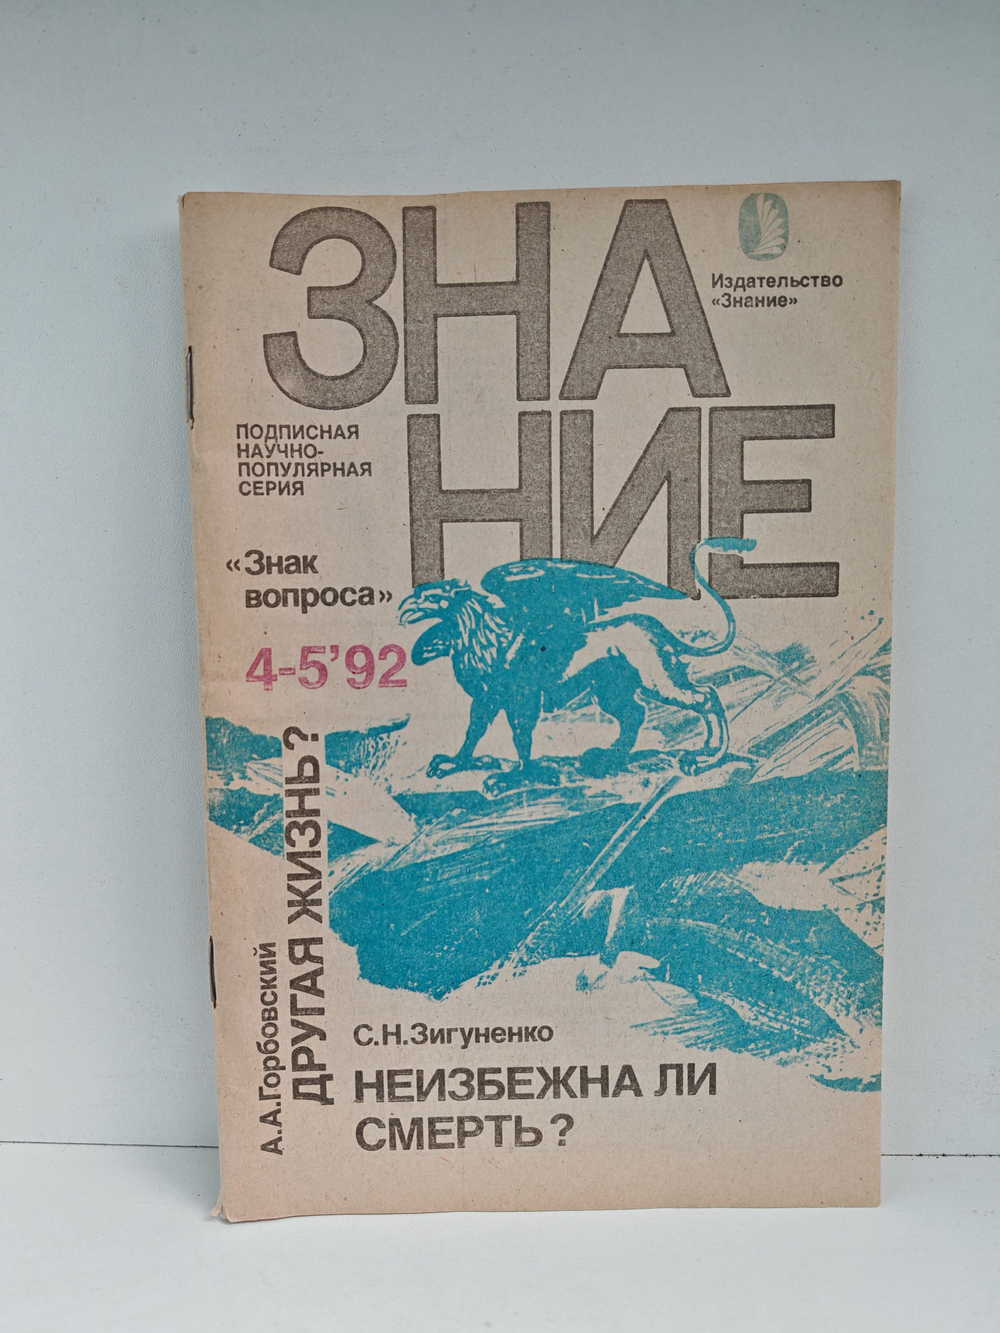 ЗНА
НИЕ
Издательство
«Знание»
ПОДПИСНАЯ
НАУЧНО-
ПОПУЛЯРНАЯ
СЕРИЯ
«Знак
вопроса»
4-5’92
А.А.Горбовский
ДРУГАЯ ЖИЗНЬ?
С.Н.Зигуненко
НЕИЗБЕЖНА ЛИ
СМЕРТЬ?